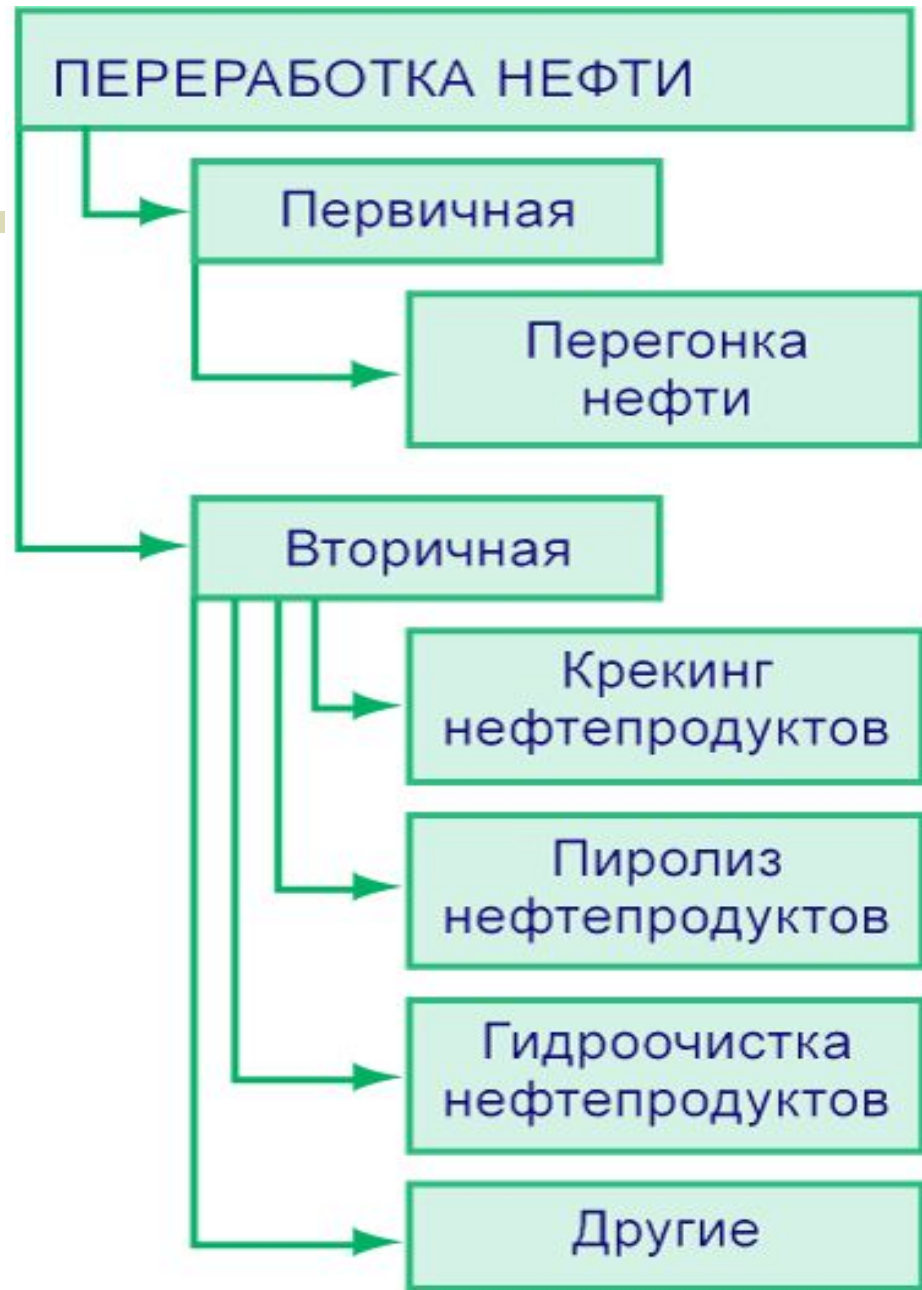 ПЕРЕРАБОТКА НЕФТИ
Первичная
Перегонка
нефти
Вторичная
Крекинг
нефтепродуктов
Пиролиз
нефтепродуктов
Гидроочистка
нефтепродуктов
Другие